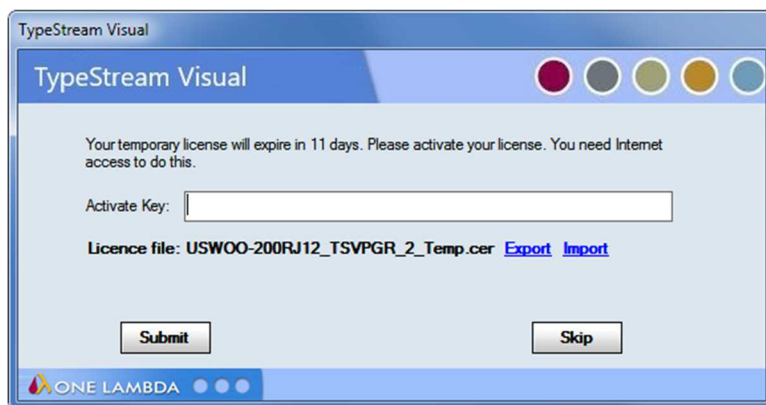 TypeStream Visual
TypeStream Visual
Your temporary license will expire in 11 days. Please activate your license. You need Internet
access to do this.
Activate Key:
Licence file: USWOO-200RJ12_TSVPGR_2_Temp.cer Export Import
Submit Skip
ONE LAMBDA